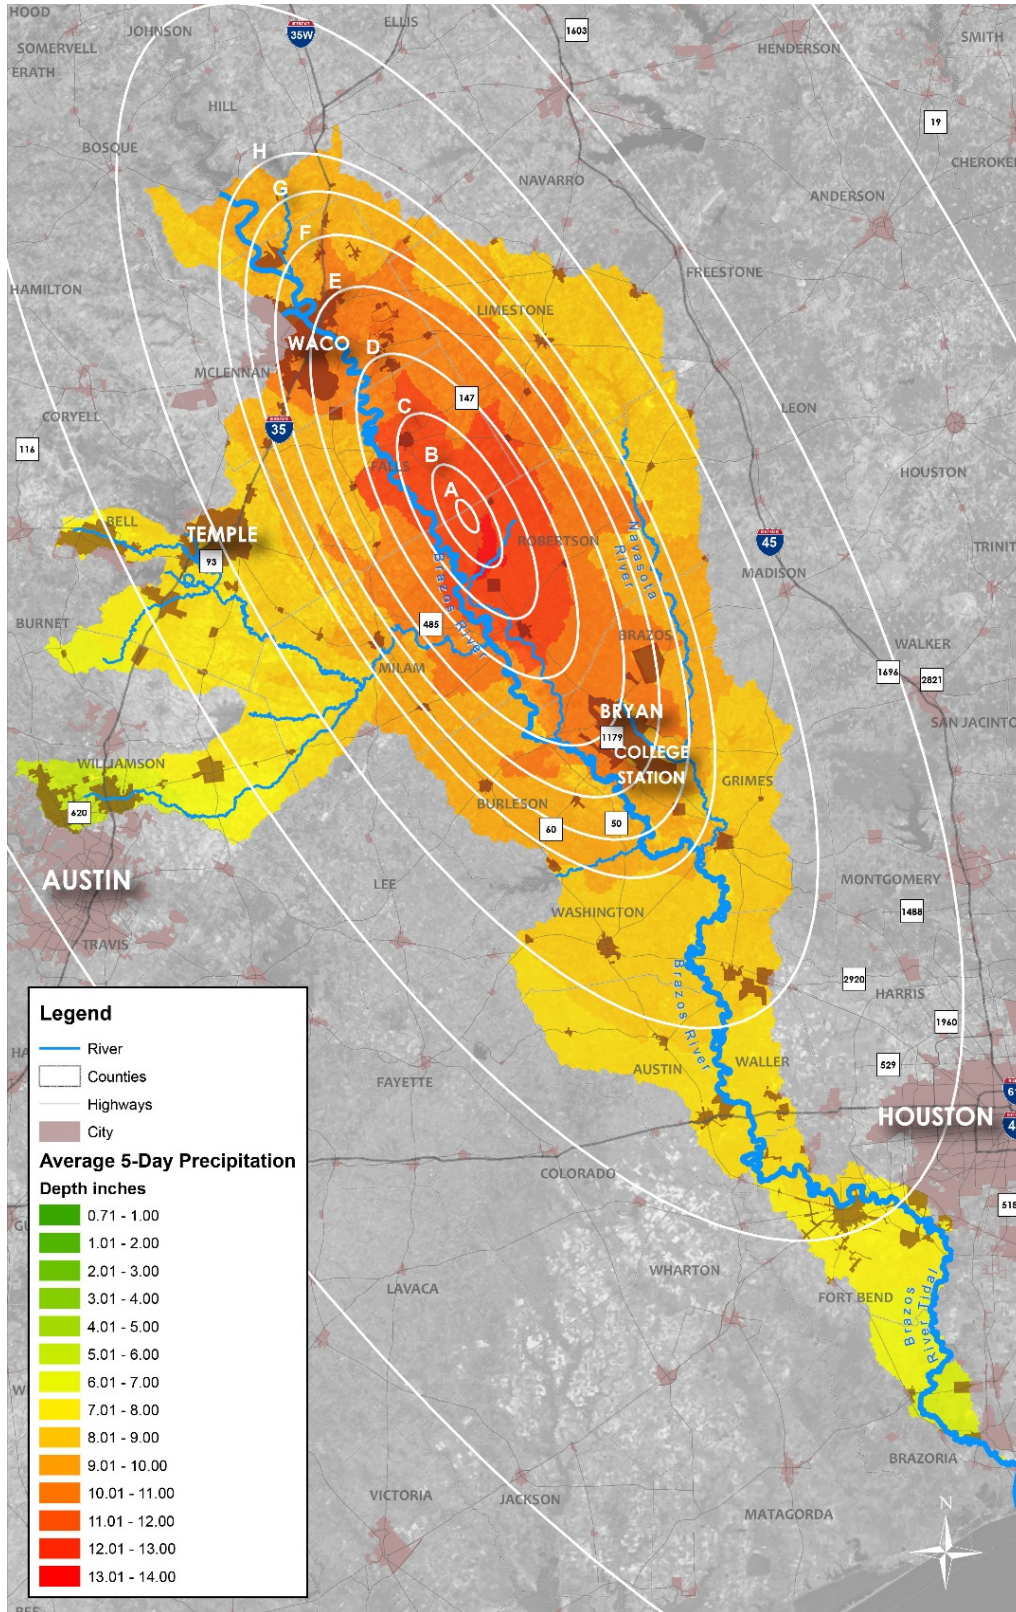 HOOD
JOHNSON
ELLIS
35W
1603
SOMERVELL
HENDERSON
SMITH
ERATH
HILL
19
BOSQUE
H
CHEROKE
NAVARRO
G
ANDERSON
F
FREESTONE
HAMILTON
E
LIMESTONE
WACO
D
MCLENNAN
147
C
LEON
CORYELL
35
116
B
FALLS
HOUSTON
A
BELL
TEMPLE
ROBERTSON
45
TRINIT
93
Navasota
River
MADISON
Brazos River
BURNET
485
BRAZOS
WALKER
MILAM
1696
2821
BRYAN
SAN JACINTO
1179
COLLEGE
STATION
WILLIAMSON
GRIMES
620
BURLESON
60
50
AUSTIN
LEE
MONTGOMERY
WASHINGTON
1488
TRAVIS
Brazos River
2920
HARRIS
1960
529
AUSTIN
WALLER
FAYETTE
HOUSTON
COLORADO
518
WHARTON
LAVACA
FORT BEND
Brazos
River Tidal
BRAZORIA
VICTORIA
JACKSON
MATAGORDA
N
Legend
River
Counties
Highways
City
Average 5-Day Precipitation
Depth inches
0.71 - 1.00
1.01 - 2.00
2.01 - 3.00
3.01 - 4.00
4.01 - 5.00
5.01 - 6.00
6.01 - 7.00
7.01 - 8.00
8.01 - 9.00
9.01 - 10.00
10.01 - 11.00
11.01 - 12.00
12.01 - 13.00
13.01 - 14.00